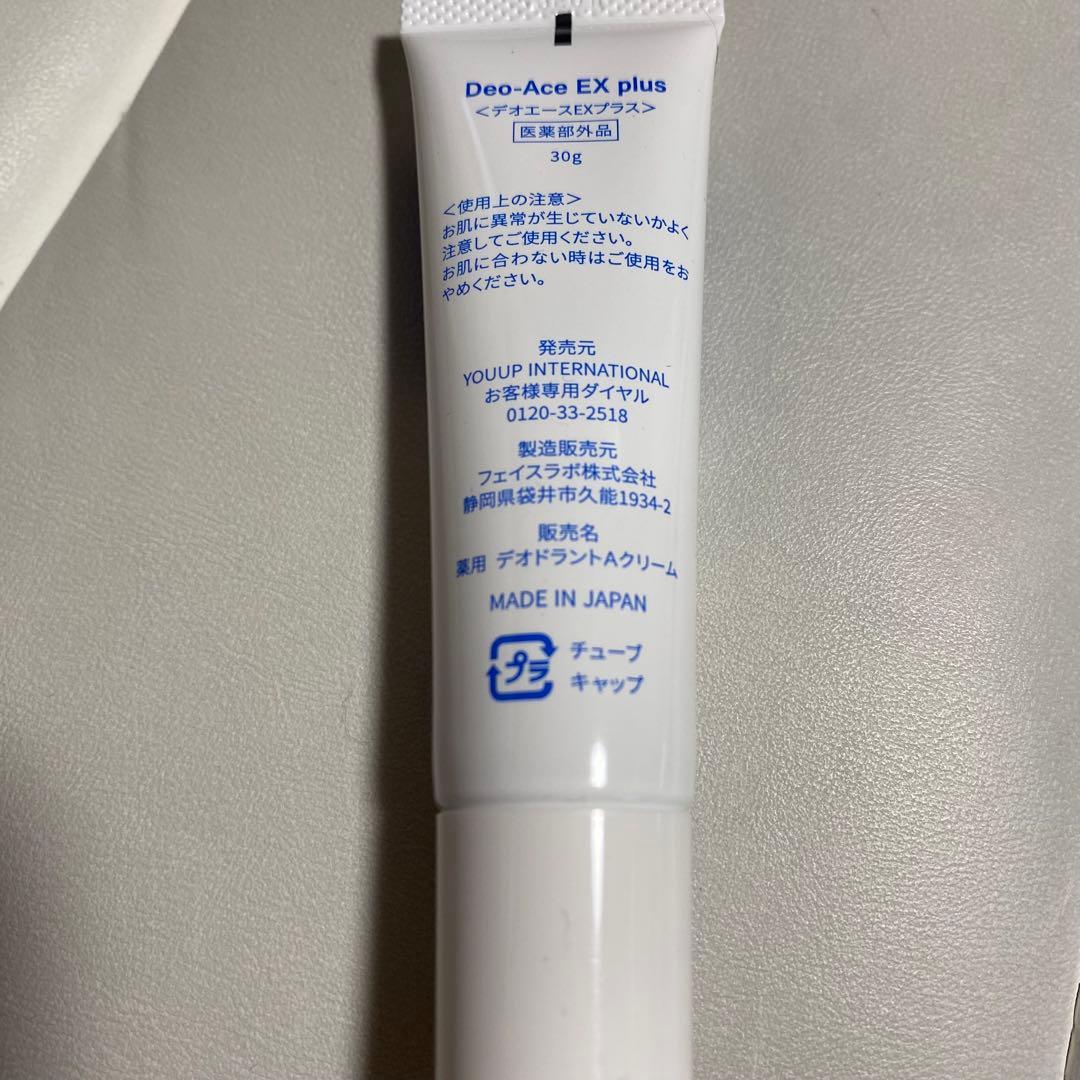 Deo-Ace EX plus
＜デオエースEXプラス＞
医薬部外品
30g
＜使用上の注意＞
お肌に異常が生じていないかよく
注意してご使用ください。
お肌に合わない時はご使用をお
やめください。
発売元
YOUUP INTERNATIONAL
お客様専用ダイヤル
0120-33-2518
製造販売元
フェイスラボ株式会社
静岡県袋井市久能1934-2
販売名
薬用 デオドラントAクリーム
MADE IN JAPAN
プラ チューブ
キャップ